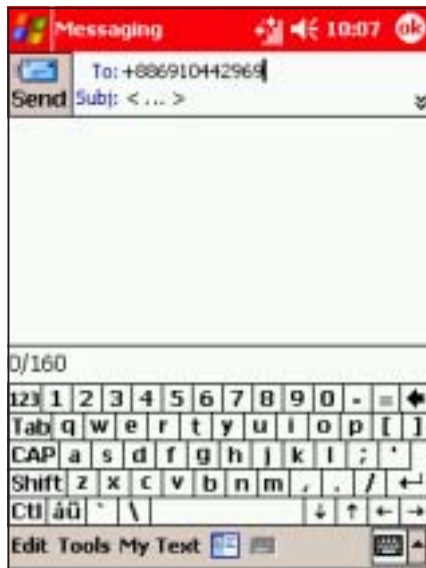 Messaging 10:07 ok
To: +886910442969
Send Subj: < ... >
0/160
123 1 2 3 4 5 6 7 8 9 0 - =
Tab q w e r t y u i o p [ ]
CAP a s d f g h j k l ; '
Shift z x c v b n m , . /
Ctl áü ` \
Edit Tools My Text